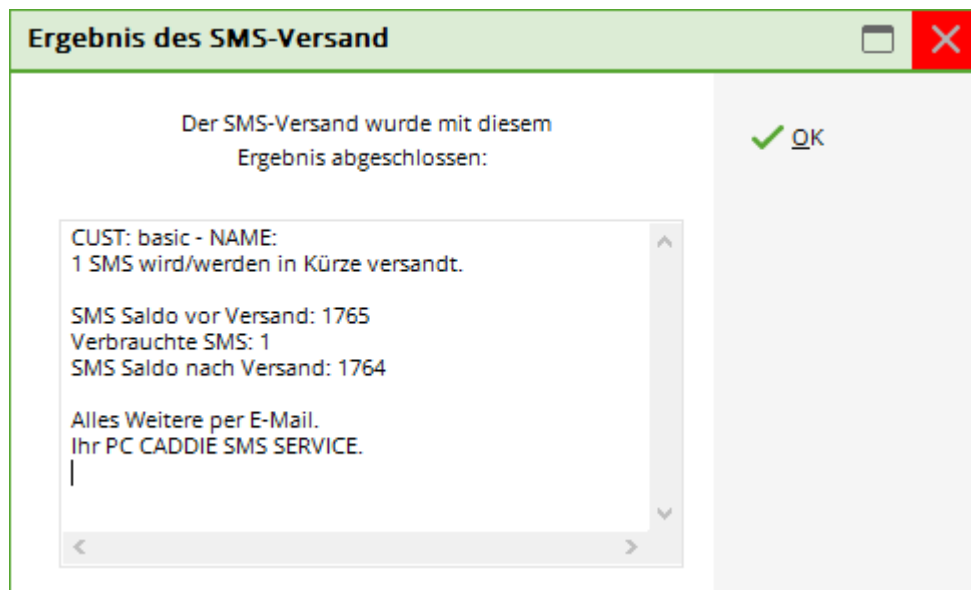 Ergebnis des SMS-Versand
Der SMS-Versand wurde mit diesem
Ergebnis abgeschlossen:
OK
CUST: basic - NAME:
1 SMS wird/werden in Kürze versandt.
SMS Saldo vor Versand: 1765
Verbrauchte SMS: 1
SMS Saldo nach Versand: 1764
Alles Weitere per E-Mail.
Ihr PC CADDIE SMS SERVICE.